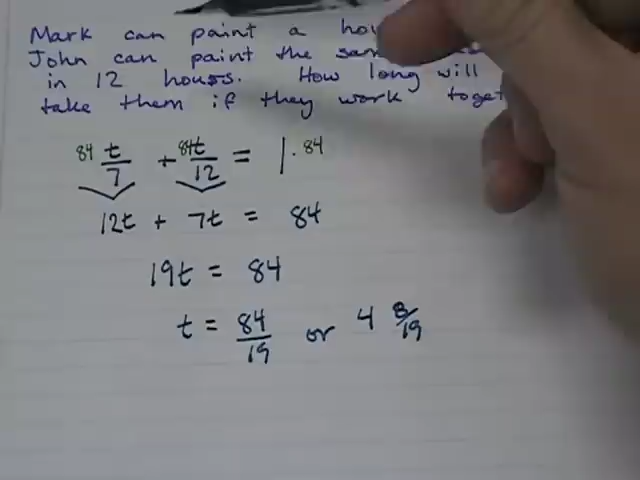 Mark can paint a
John can paint the
in 12 hours. How long will
take them if they work
84 t/7 + 84t/12 = 1 · 84
12t + 7t = 84
19t = 84
t = 84/19 or 4 8/19